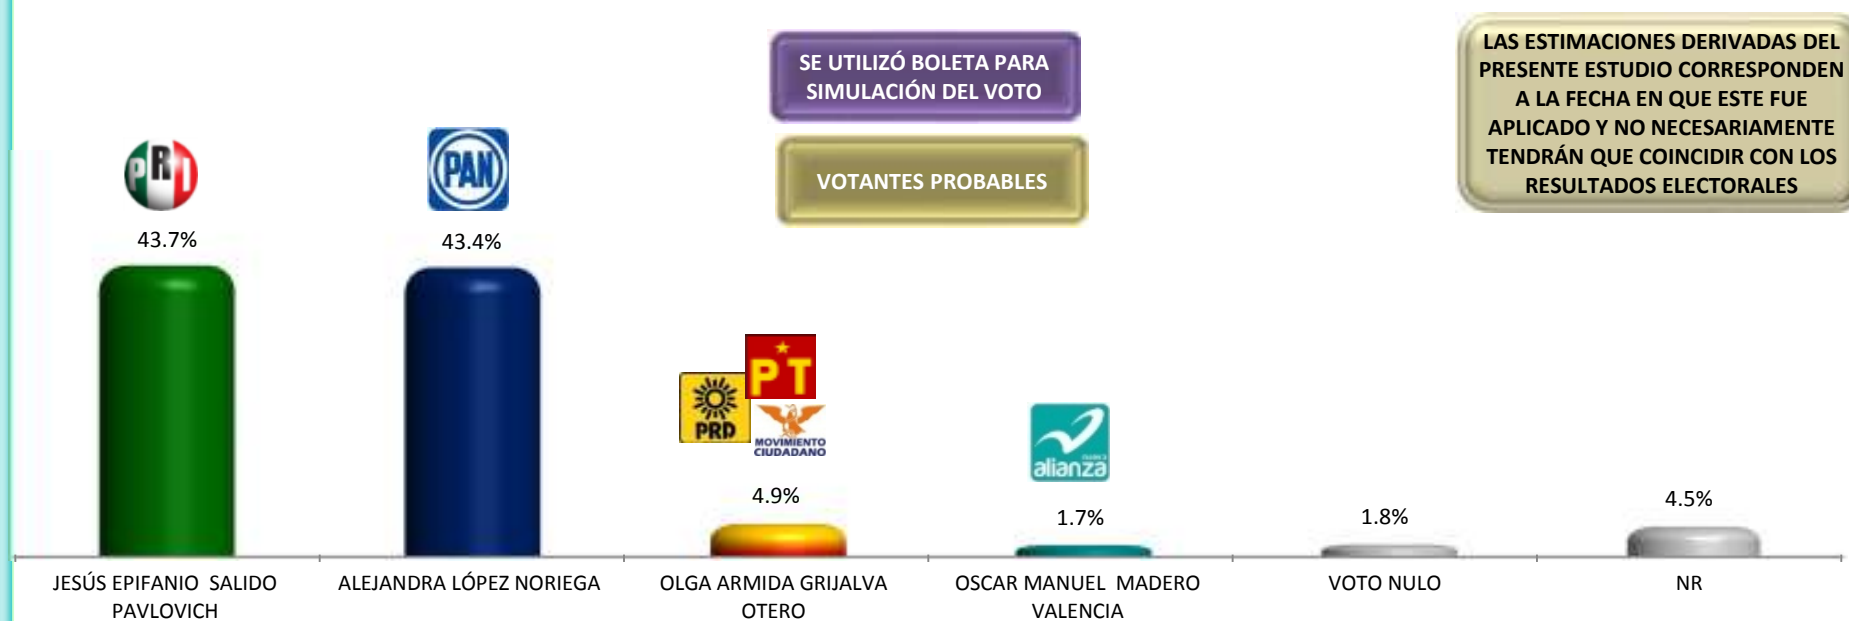 SE UTILIZÓ BOLETA PARA
SIMULACIÓN DEL VOTO
VOTANTES PROBABLES
LAS ESTIMACIONES DERIVADAS DEL
PRESENTE ESTUDIO CORRESPONDEN
A LA FECHA EN QUE ESTE FUE
APLICADO Y NO NECESARIAMENTE
TENDRÁN QUE COINCIDIR CON LOS
RESULTADOS ELECTORALES
PRI
PAN
43.7%
43.4%
PT
PRD
MOVIMIENTO
CIUDADANO
nueva
alianza
4.9%
1.7%
1.8%
4.5%
JESÚS EPIFANIO SALIDO
PAVLOVICH
ALEJANDRA LÓPEZ NORIEGA
OLGA ARMIDA GRIJALVA
OTERO
OSCAR MANUEL MADERO
VALENCIA
VOTO NULO
NR